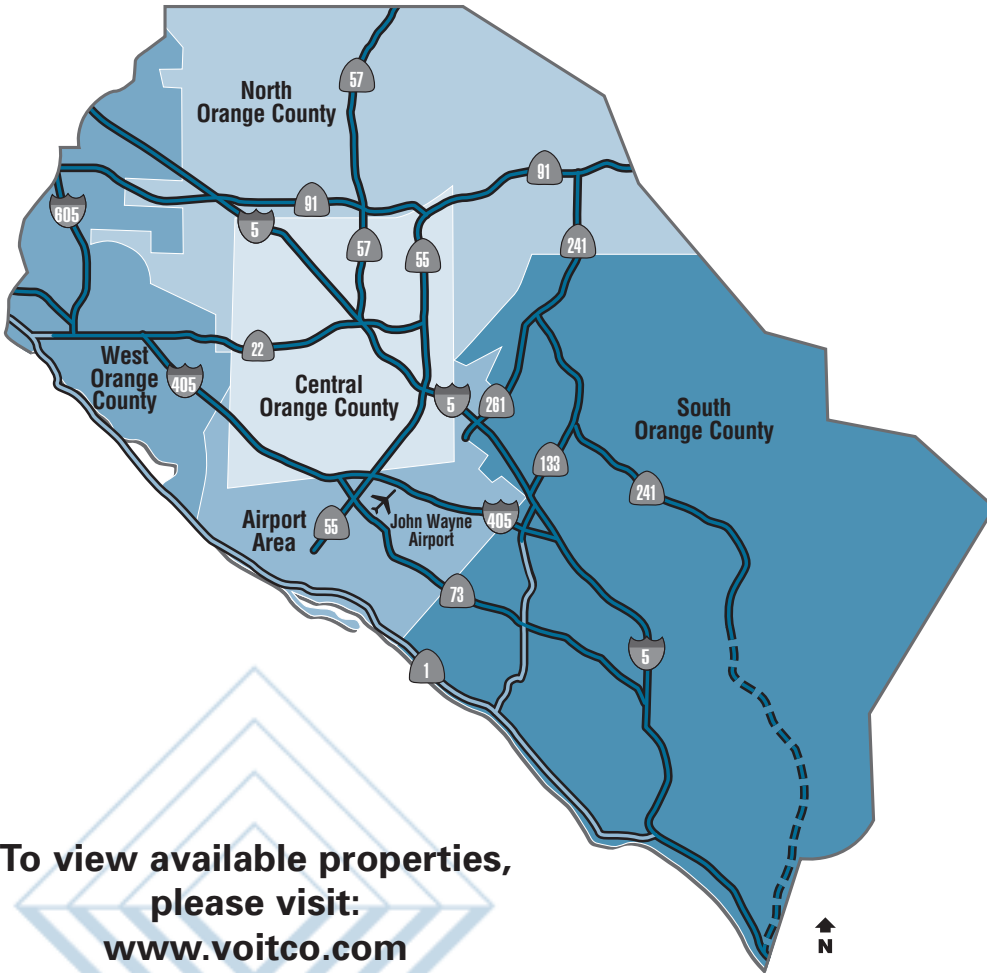 57
North
Orange County
91
91
605
5
57
55
241
22
West
Orange
County
405
Central
Orange County
5
261
South
Orange County
133
241
Airport
Area
55
John Wayne
Airport
405
73
5
1
To view available properties,
please visit:
www.voitco.com
N